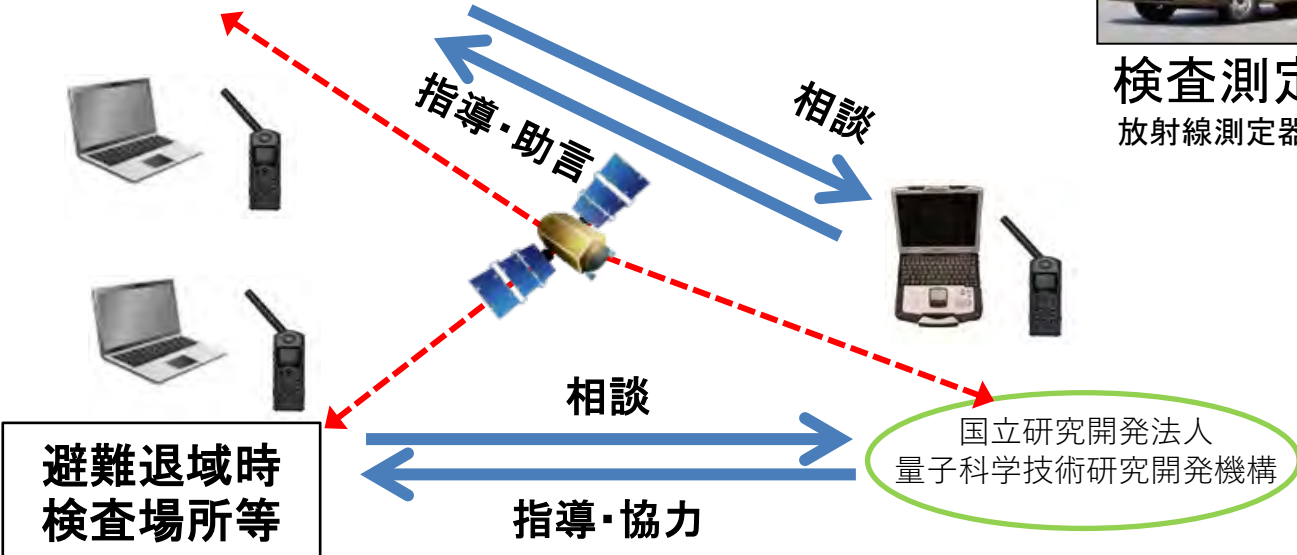 検査測定
放射線測定器
相談
指導・助言
相談
国立研究開発法人
量子科学技術研究開発機構
避難退域時
検査場所等
指導・協力